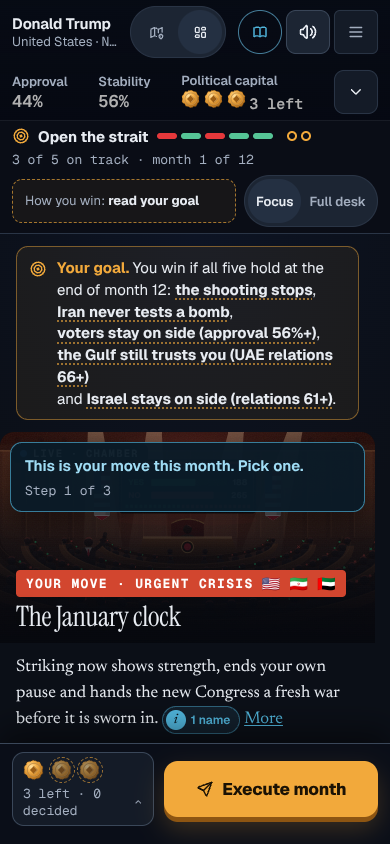 Donald Trump
United States · N...
Approval
44%
Stability
56%
Political capital
3 left
Open the strait
3 of 5 on track · month 1 of 12
How you win: read your goal
Focus
Full desk
Your goal. You win if all five hold at the
end of month 12: the shooting stops,
Iran never tests a bomb,
voters stay on side (approval 56%+),
the Gulf still trusts you (UAE relations
66+)
and Israel stays on side (relations 61+).
This is your move this month. Pick one.
Step 1 of 3
YOUR MOVE · URGENT CRISIS
The January clock
Striking now shows strength, ends your own
pause and hands the new Congress a fresh war
before it is sworn in. i 1 name More
3 left · 0
decided
Execute month